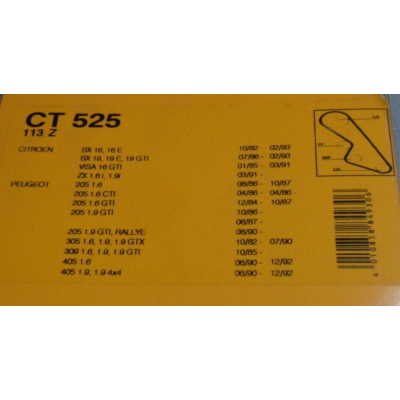 CT 525
113 Z
CITROEN BX 16, 16 E 10/82 - 02/93
BX 19, 19 E, 19 GTI 07/86 - 02/93
VISA 16 GTI 01/85 - 03/91
ZX 1.6 i, 1.9i 03/91 -
PEUGEOT 205 1.6 08/86 - 10/87
205 1.6 CTI 04/86 - 04/86
205 1.6 GTI 12/84 - 10/87
205 1.9 GTI 10/86 -
06/87 -
205 1.9 GTI, RALLYE 08/90 -
305 1.6, 1.9, 1.9 GTX 10/82 - 07/90
309 1.6, 1.9, 1.9 GTI 10/85 -
405 1.6 06/90 - 12/92
405 1.9, 1.9 4x4 06/90 - 12/92
4 010858 849309